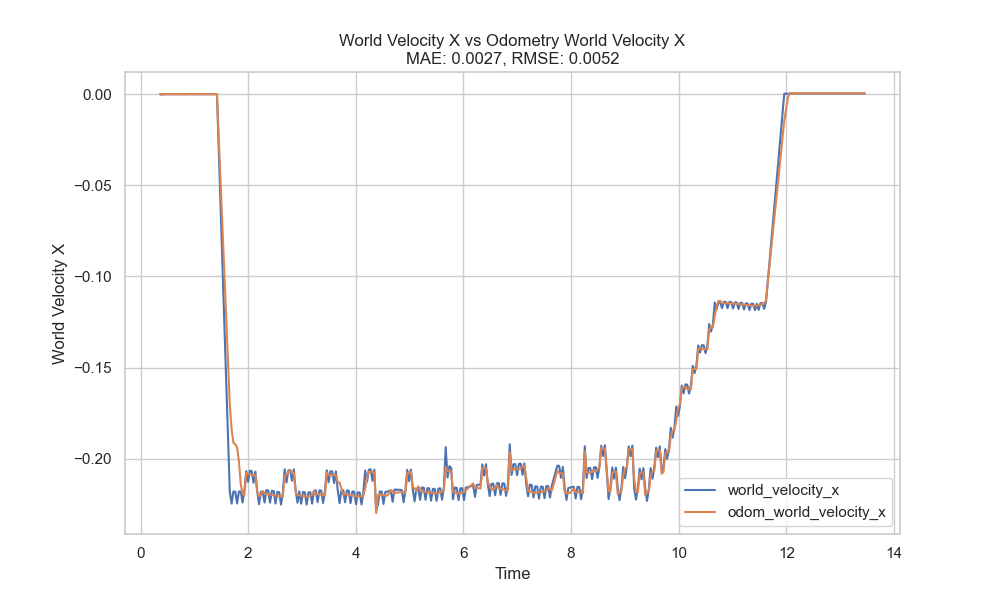 World Velocity X vs Odometry World Velocity X
MAE: 0.0027, RMSE: 0.0052
World Velocity X
0.00
−0.05
−0.10
−0.15
−0.20
0
2
4
6
8
10
12
14
Time
world_velocity_x
odom_world_velocity_x